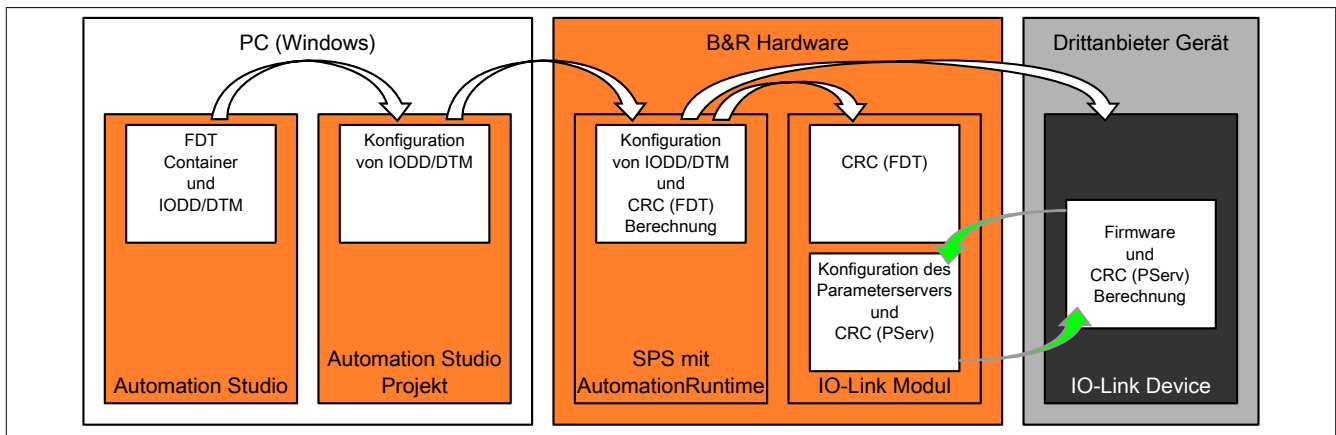 PC (Windows)
FDT
Container
und
IODD/DTM
Automation Studio
Konfiguration
von IODD/DTM
Automation Studio
Projekt
B&R Hardware
Konfiguration
von IODD/DTM
und
CRC (FDT)
Berechnung
SPS mit
AutomationRuntime
CRC (FDT)
Konfiguration des
Parameterservers
und
CRC (PServ)
IO-Link Modul
Drittanbieter Gerät
Firmware
und
CRC (PServ)
Berechnung
IO-Link Device